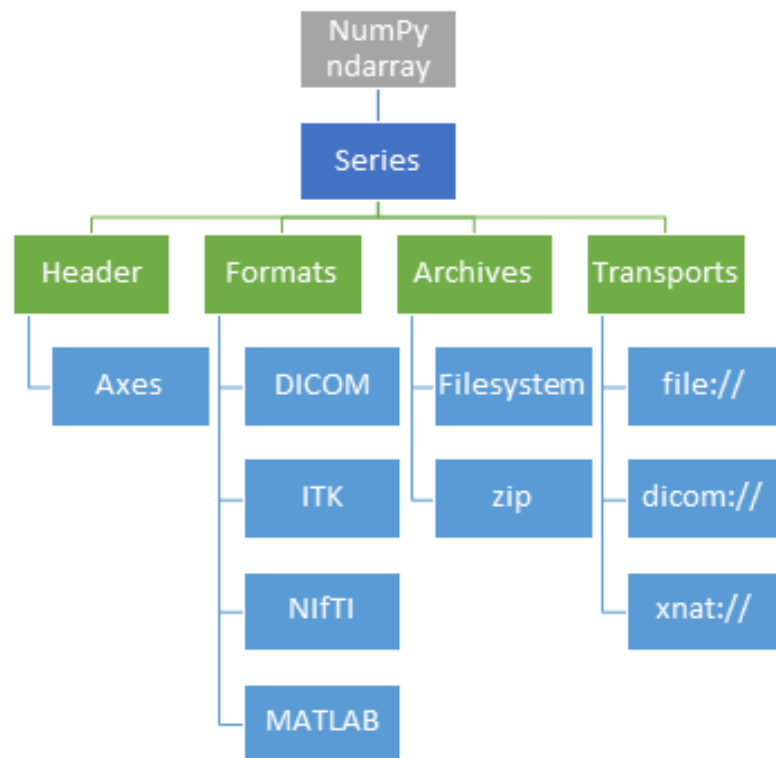 NumPy
ndarray
Series
Header
Formats
Archives
Transports
Axes
DICOM
Filesystem
file://
ITK
zip
dicom://
NIfTI
xnat://
MATLAB